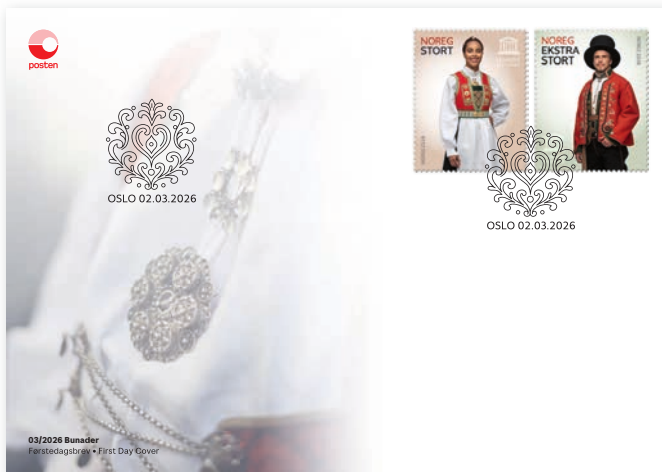 posten
NOREG
STORT
NOREG
EKSTRA
STORT
OSLO 02.03.2026
OSLO 02.03.2026
03/2026 Bunader
Førstedagsbrev • First Day Cover